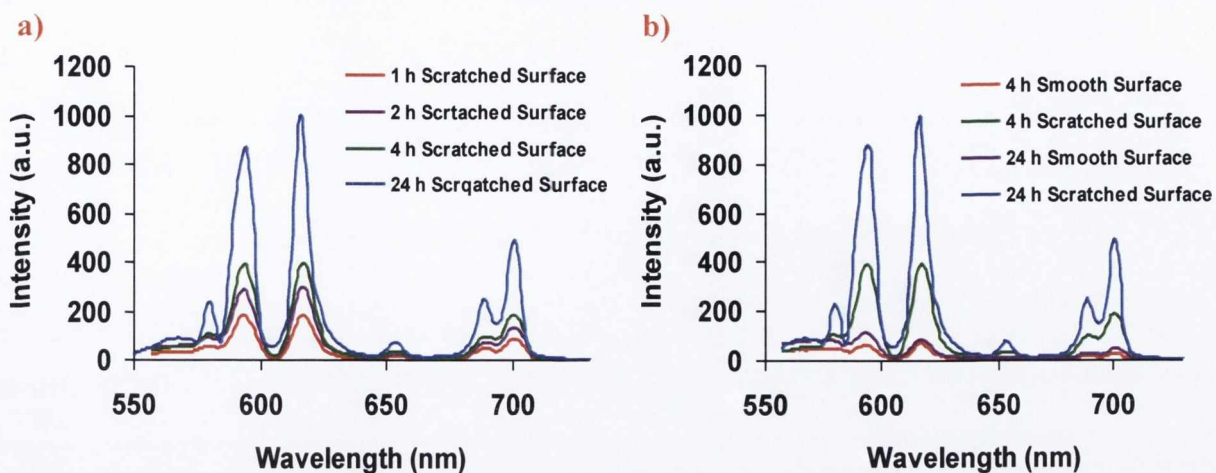 a)
1200
1000
800
600
400
200
0
Intensity (a.u.)
1 h Scratched Surface
2 h Scrtached Surface
4 h Scratched Surface
24 h Scrqatched Surface
550 600 650 700
Wavelength (nm)
b)
1200
1000
800
600
400
200
0
Intensity (a.u.)
4 h Smooth Surface
4 h Scratched Surface
24 h Smooth Surface
24 h Scratched Surface
550 600 650 700
Wavelength (nm)